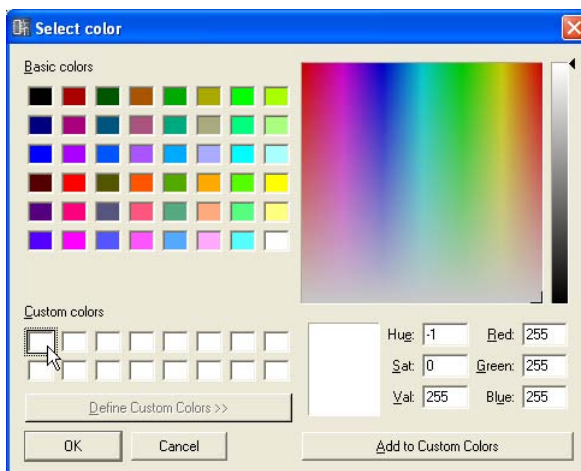 Select color
Basic colors
Custom colors
Define Custom Colors >>
OK Cancel
Hue: -1 Red: 255
Sat: 0 Green: 255
Val: 255 Blue: 255
Add to Custom Colors